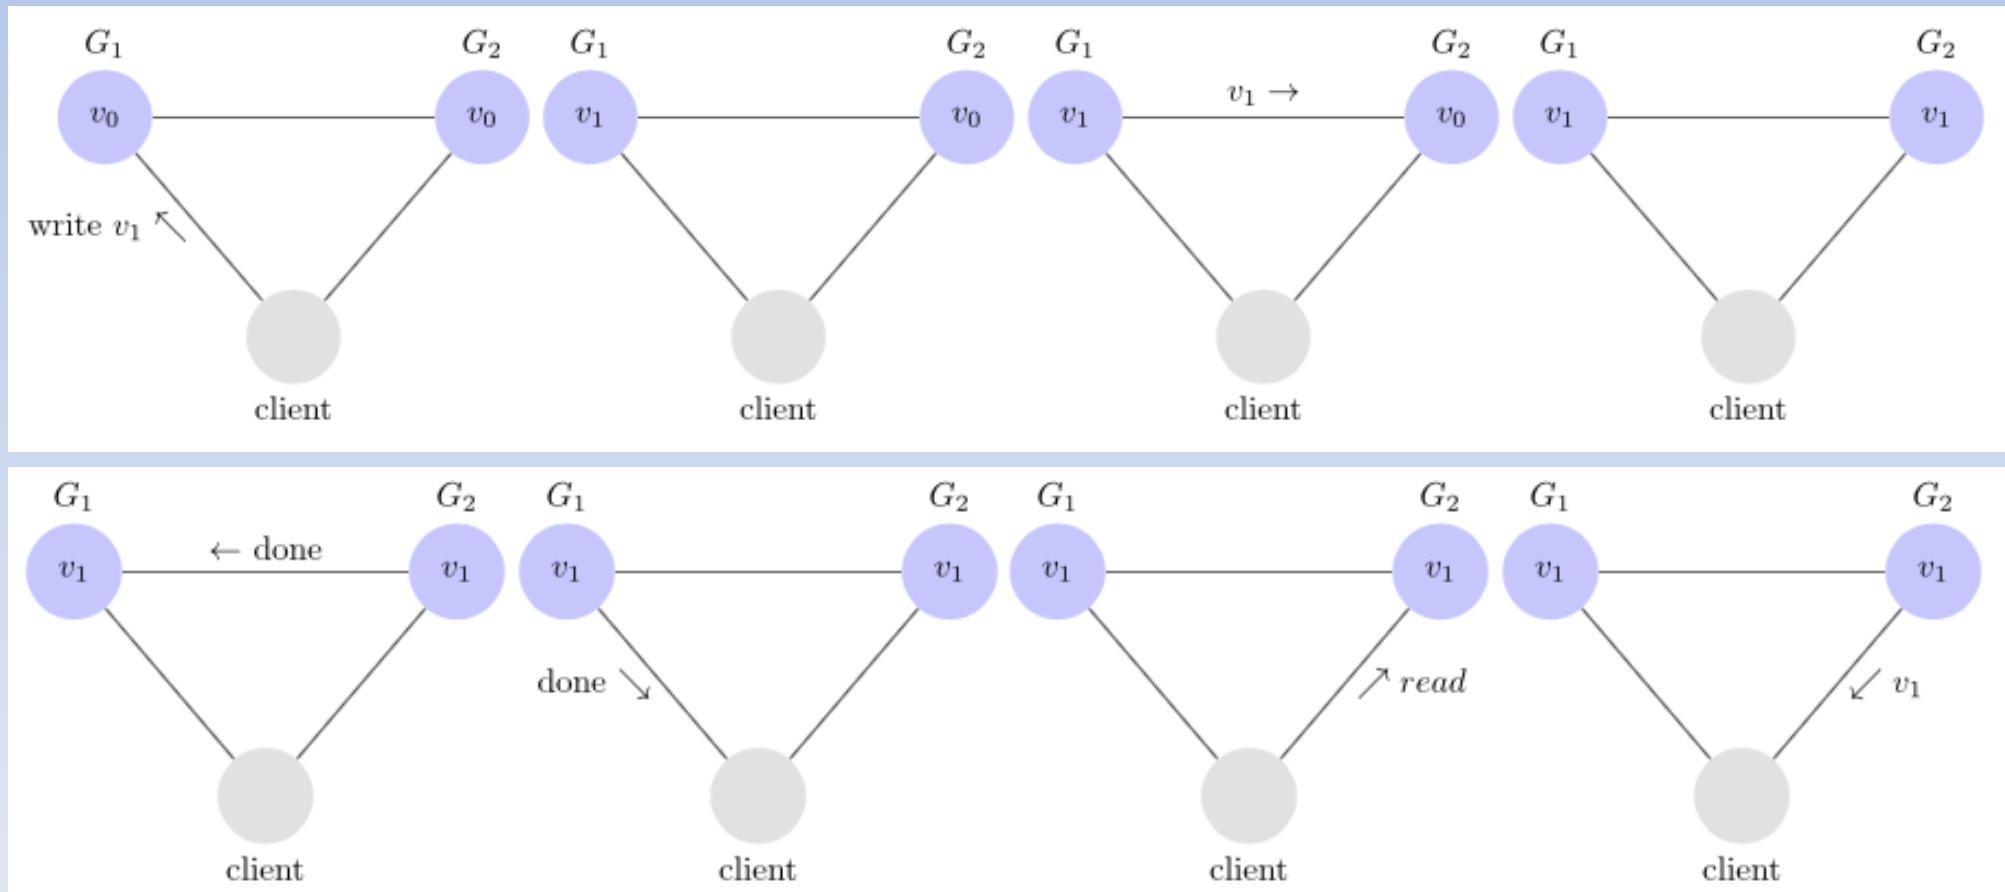 G₁ G₂ G₁ G₂ G₁ G₂ G₁ G₂
v₁ →
v₀ v₀ v₁ v₀ v₁ v₀ v₁ v₁
write v₁ ↖
client client client client
G₁ G₂ G₁ G₂ G₁ G₂ G₁ G₂
← done
v₁ v₁ v₁ v₁ v₁ v₁ v₁ v₁
done ↘ ↗ read ↙ v₁
client client client client